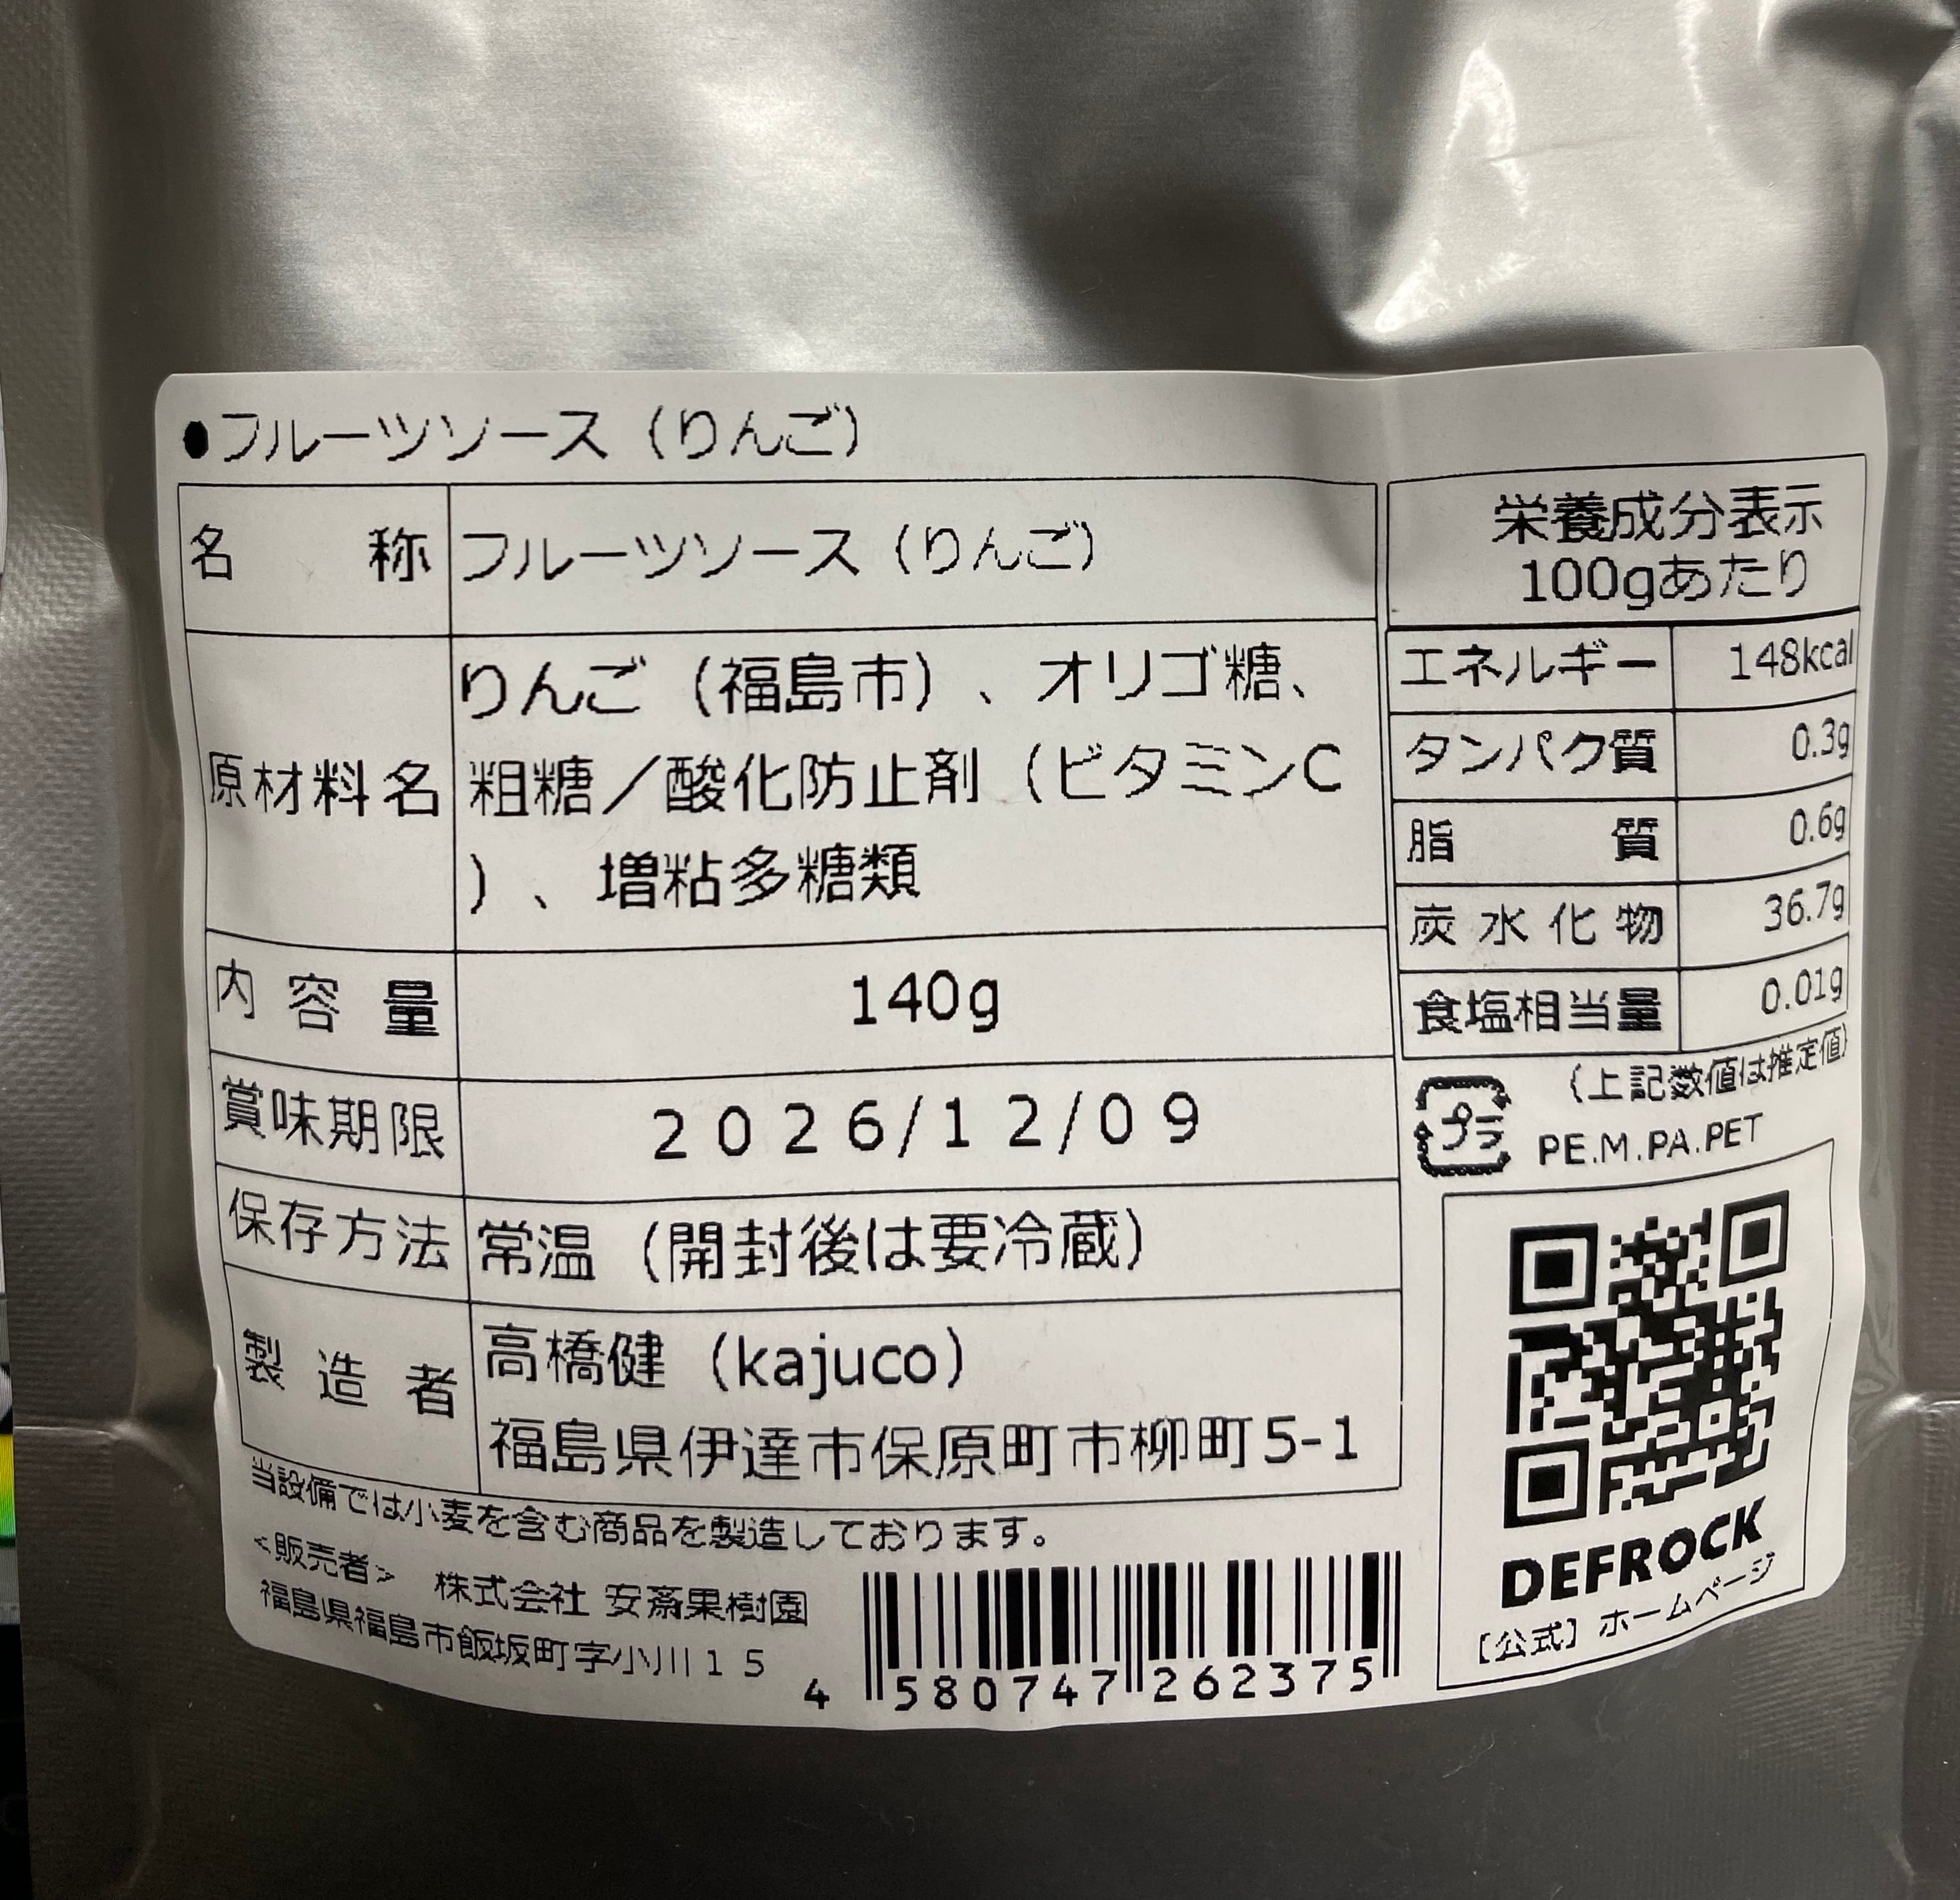 ●フルーツソース（りんご）
名称 フルーツソース（りんご）
原材料名 りんご（福島市）、オリゴ糖、
粗糖／酸化防止剤（ビタミンC
）、増粘多糖類
内容量 140g
賞味期限 2026/12/09
保存方法 常温（開封後は要冷蔵）
製造者 高橋健（kajuco）
福島県伊達市保原町市柳町5-1
当設備では小麦を含む商品を製造しております。
<販売者> 株式会社 安斎果樹園
福島県福島市飯坂町字小川15
4 580747 262375
栄養成分表示
100gあたり
エネルギー 148kcal
タンパク質 0.3g
脂質 0.6g
炭水化物 36.7g
食塩相当量 0.01g
（上記数値は推定値）
プラ
PE.M.PA.PET
DEFROCK
［公式］ホームページ